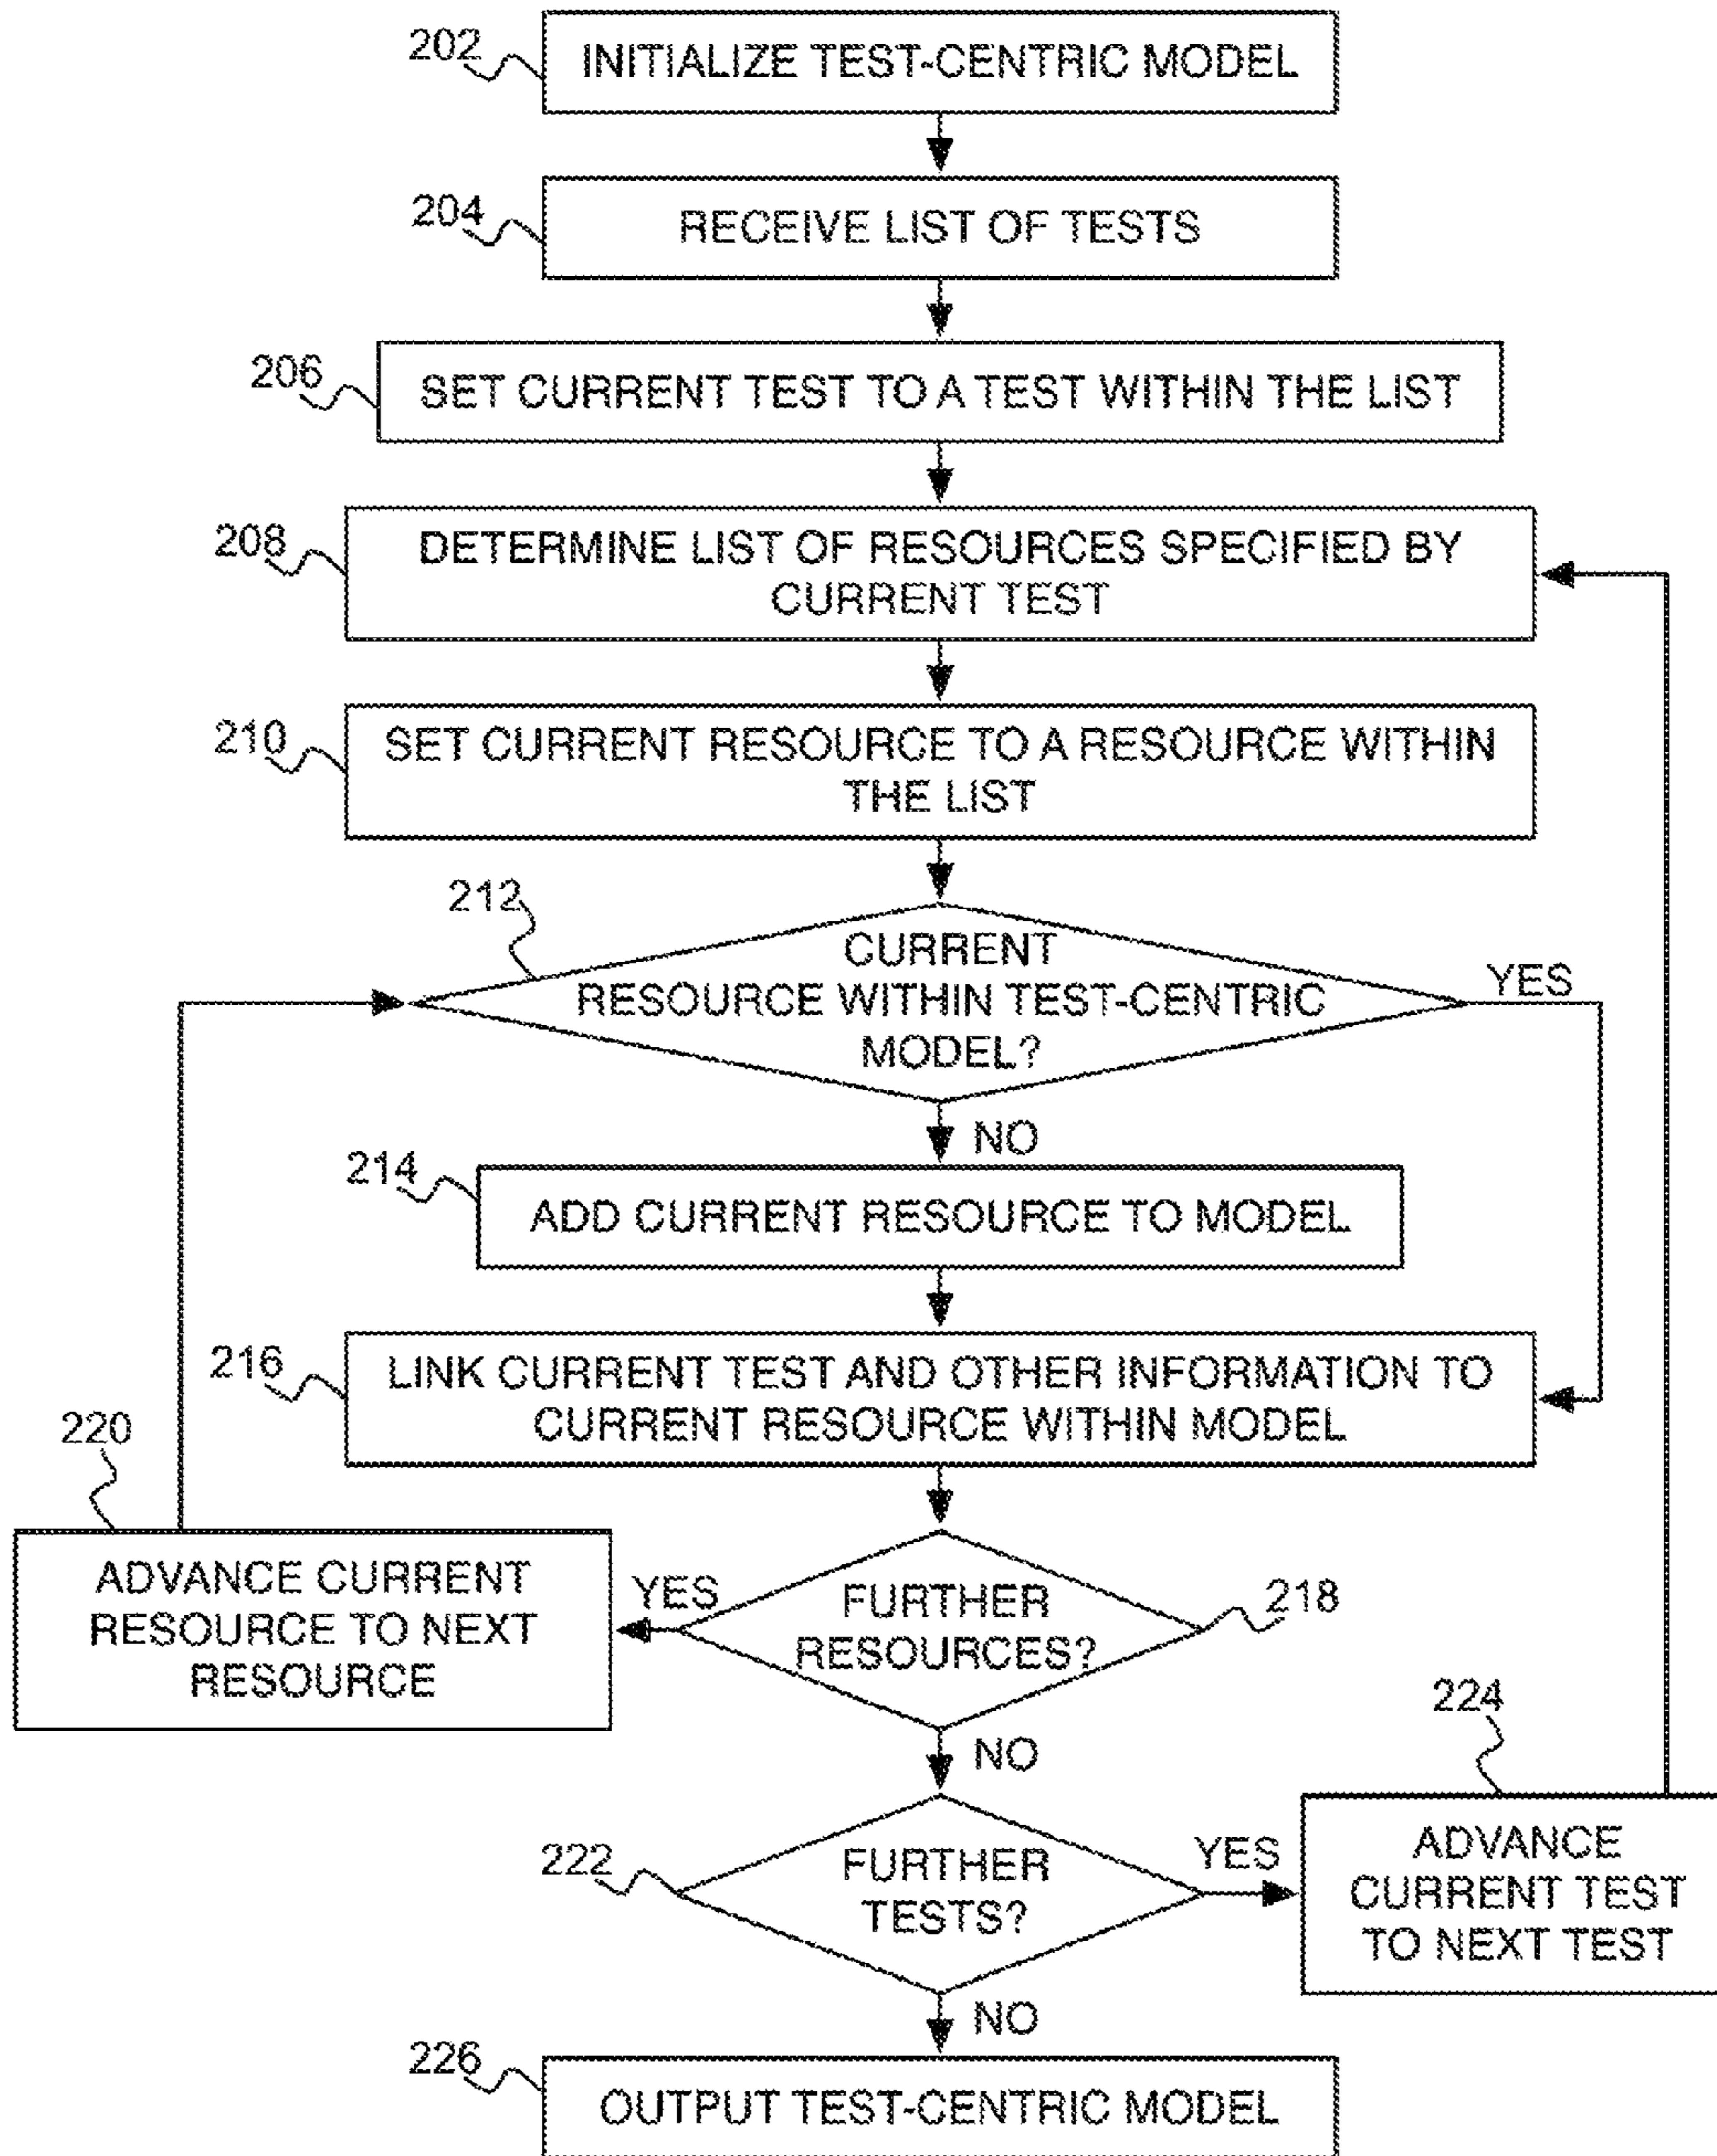 202
INITIALIZE TEST-CENTRIC MODEL
204
RECEIVE LIST OF TESTS
206
SET CURRENT TEST TO A TEST WITHIN THE LIST
208
DETERMINE LIST OF RESOURCES SPECIFIED BY
CURRENT TEST
210
SET CURRENT RESOURCE TO A RESOURCE WITHIN
THE LIST
212
CURRENT
RESOURCE WITHIN TEST-CENTRIC
MODEL?
YES
NO
214
ADD CURRENT RESOURCE TO MODEL
216
LINK CURRENT TEST AND OTHER INFORMATION TO
CURRENT RESOURCE WITHIN MODEL
220
ADVANCE CURRENT
RESOURCE TO NEXT
RESOURCE
YES
FURTHER
RESOURCES?
218
NO
224
222
FURTHER
TESTS?
YES
ADVANCE
CURRENT TEST
TO NEXT TEST
NO
226
OUTPUT TEST-CENTRIC MODEL